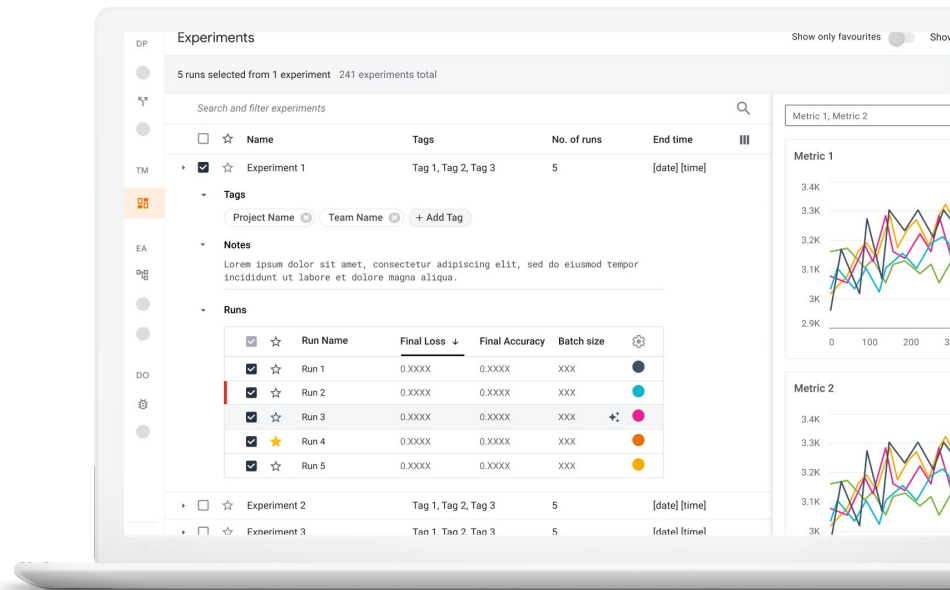 DP
Experiments
Show only favourites
5 runs selected from 1 experiment 241 experiments total
Search and filter experiments
Name Tags No. of runs End time
TM
Experiment 1 Tag 1, Tag 2, Tag 3 5 [date] [time]
Tags
Project Name Team Name + Add Tag
EA
Notes
Lorem ipsum dolor sit amet, consectetur adipiscing elit, sed do eiusmod tempor
incididunt ut labore et dolore magna aliqua.
Runs
Run Name Final Loss ↓ Final Accuracy Batch size
Run 1 0.XXXX 0.XXXX XXX
DO
Run 2 0.XXXX 0.XXXX XXX
Run 3 0.XXXX 0.XXXX XXX
Run 4 0.XXXX 0.XXXX XXX
Run 5 0.XXXX 0.XXXX XXX
Experiment 2 Tag 1, Tag 2, Tag 3 5 [date] [time]
Experiment 3 Tag 1, Tag 2, Tag 3 5 [date] [time]
Metric 1, Metric 2
Metric 1
3.4K
3.3K
3.2K
3.1K
3K
2.9K
0 100 200
Metric 2
3.4K
3.3K
3.2K
3.1K
3K